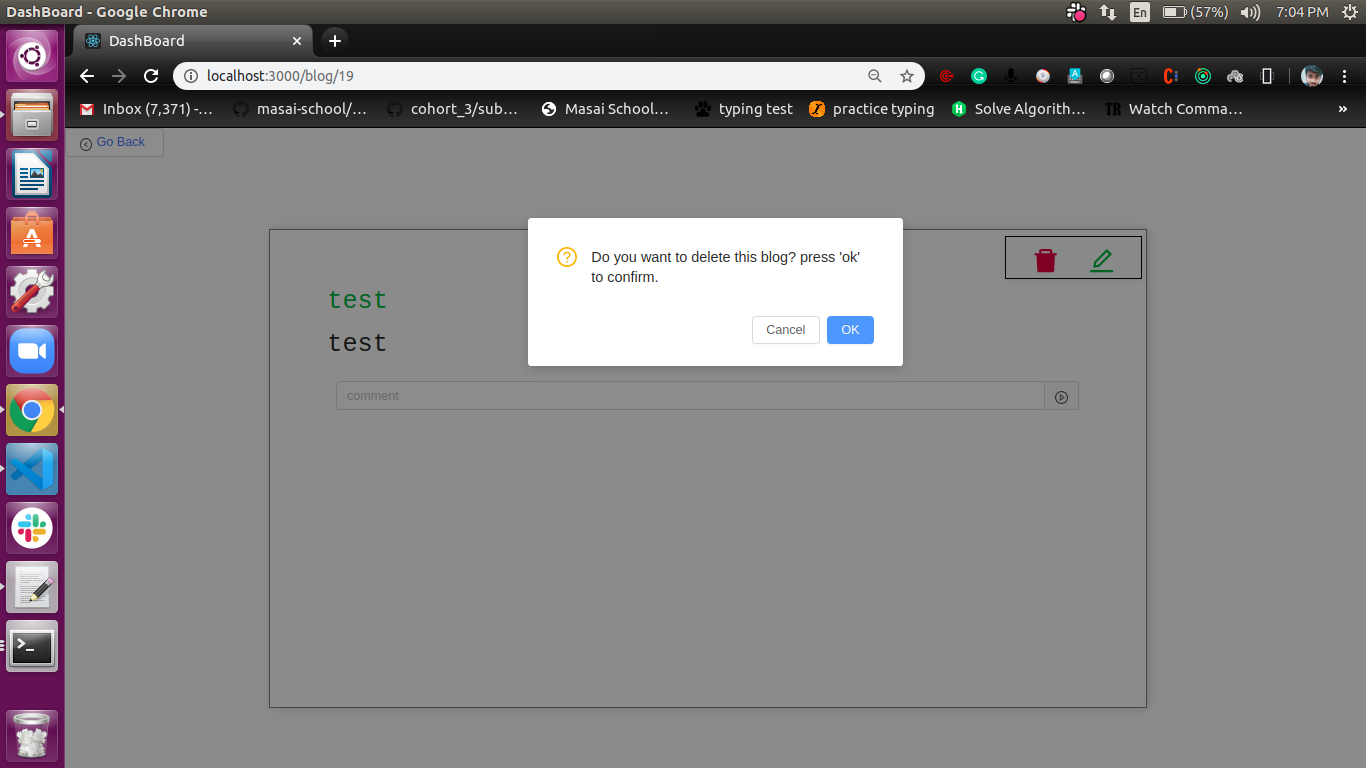 DashBoard - Google Chrome
En (57%) 7:04 PM
DashBoard
localhost:3000/blog/19
Inbox (7,371) -... masai-school/... cohort_3/sub... Masai School... typing test practice typing Solve Algorith... TR Watch Comma... »
Go Back
Do you want to delete this blog? press 'ok'
to confirm.
Cancel OK
test
test
comment